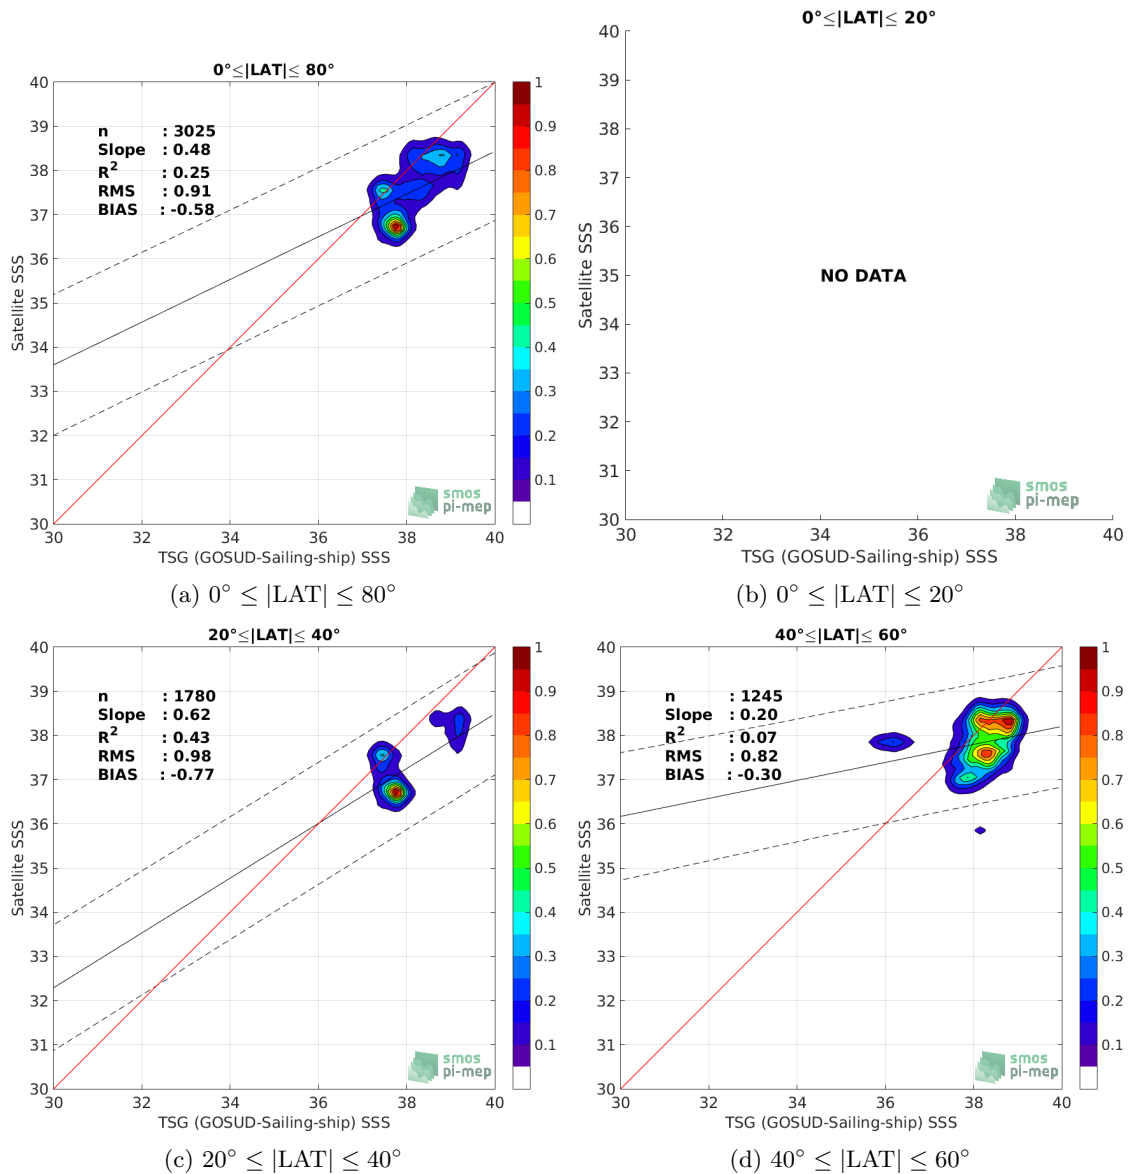 0°≤|LAT|≤ 80°
40
39
38
37
36
35
34
33
32
31
30
Satellite SSS
n : 3025
Slope : 0.48
R2 : 0.25
RMS : 0.91
BIAS : -0.58
smos
pi-mep
30 32 34 36 38 40
TSG (GOSUD-Sailing-ship) SSS
1
0.9
0.8
0.7
0.6
0.5
0.4
0.3
0.2
0.1
(a) 0° ≤ |LAT| ≤ 80°
0°≤|LAT|≤ 20°
40
39
38
37
36
35
34
33
32
31
30
Satellite SSS
NO DATA
smos
pi-mep
30 32 34 36 38 40
TSG (GOSUD-Sailing-ship) SSS
(b) 0° ≤ |LAT| ≤ 20°
20°≤|LAT|≤ 40°
40
39
38
37
36
35
34
33
32
31
30
Satellite SSS
n : 1780
Slope : 0.62
R2 : 0.43
RMS : 0.98
BIAS : -0.77
smos
pi-mep
30 32 34 36 38 40
TSG (GOSUD-Sailing-ship) SSS
1
0.9
0.8
0.7
0.6
0.5
0.4
0.3
0.2
0.1
(c) 20° ≤ |LAT| ≤ 40°
40°≤|LAT|≤ 60°
40
39
38
37
36
35
34
33
32
31
30
Satellite SSS
n : 1245
Slope : 0.20
R2 : 0.07
RMS : 0.82
BIAS : -0.30
smos
pi-mep
30 32 34 36 38 40
TSG (GOSUD-Sailing-ship) SSS
1
0.9
0.8
0.7
0.6
0.5
0.4
0.3
0.2
0.1
(d) 40° ≤ |LAT| ≤ 60°